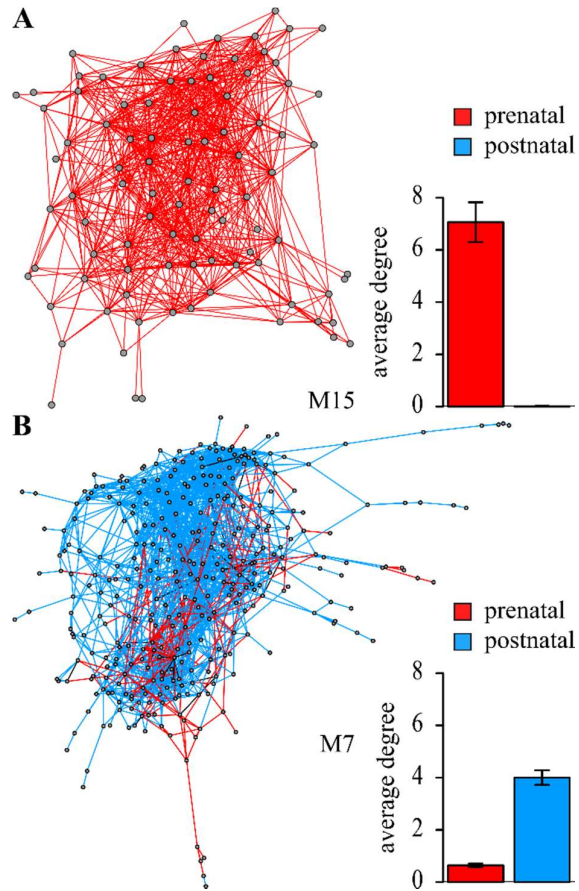 A
prenatal
postnatal
8
6
4
2
0
average degree
M15
B
prenatal
postnatal
8
6
4
2
0
average degree
M7